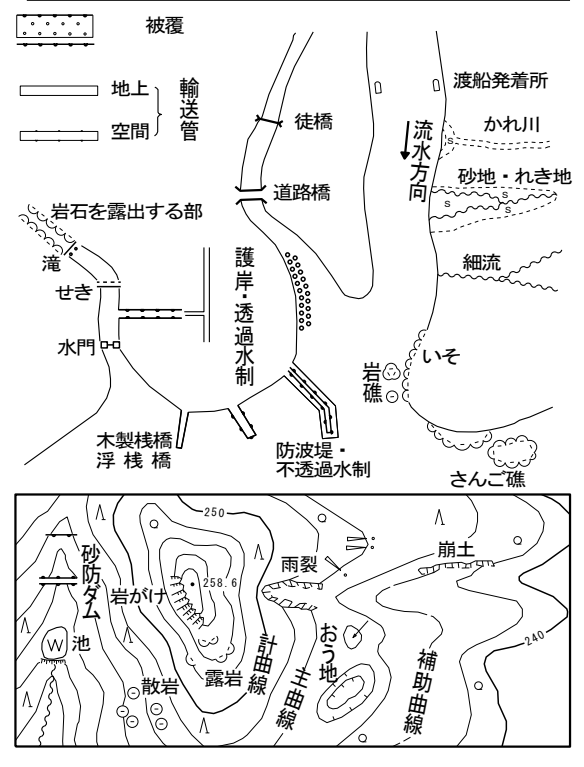 被覆
地上
空間
輸送管
渡船発着所
徒橋
流水方向
かれ川
砂地・れき地
道路橋
岩石を露出する部
滝
護岸・透過水制
細流
せき
水門
いそ
岩礁
木製桟橋
浮桟橋
防波堤・
不透過水制
さんご礁
s
s
s
250
砂防ダム
雨裂
崩土
岩がけ
258.6
W
池
計曲線
主曲線
おう地
補助曲線
240
散岩
露岩